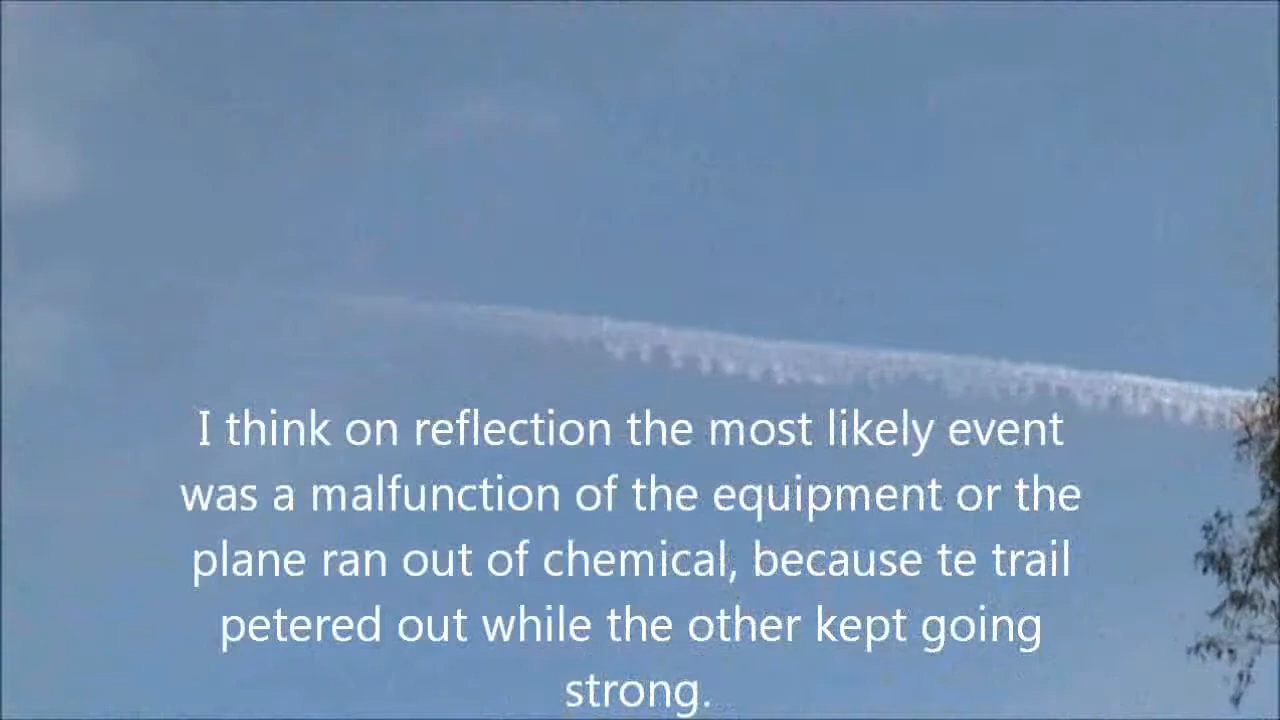 I think on reflection the most likely event
was a malfunction of the equipment or the
plane ran out of chemical, because te trail
petered out while the other kept going
strong.